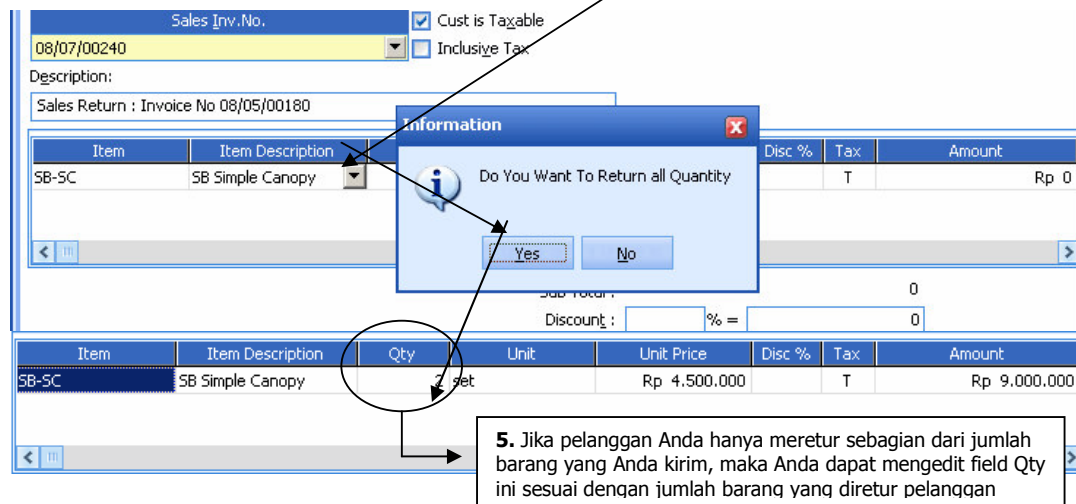 Sales Inv.No.
Cust is Taxable
08/07/00240
Inclusive Tax
Description:
Sales Return : Invoice No 08/05/00180
Information
Item Item Description Disc % Tax Amount
SB-SC SB Simple Canopy T Rp 0
Do You Want To Return all Quantity
Yes No
0
Discount : % = 0
Item Item Description Qty Unit Unit Price Disc % Tax Amount
SB-SC SB Simple Canopy 2 set Rp 4.500.000 T Rp 9.000.000
5. Jika pelanggan Anda hanya meretur sebagian dari jumlah
barang yang Anda kirim, maka Anda dapat mengedit field Qty
ini sesuai dengan jumlah barang yang diretur pelanggan